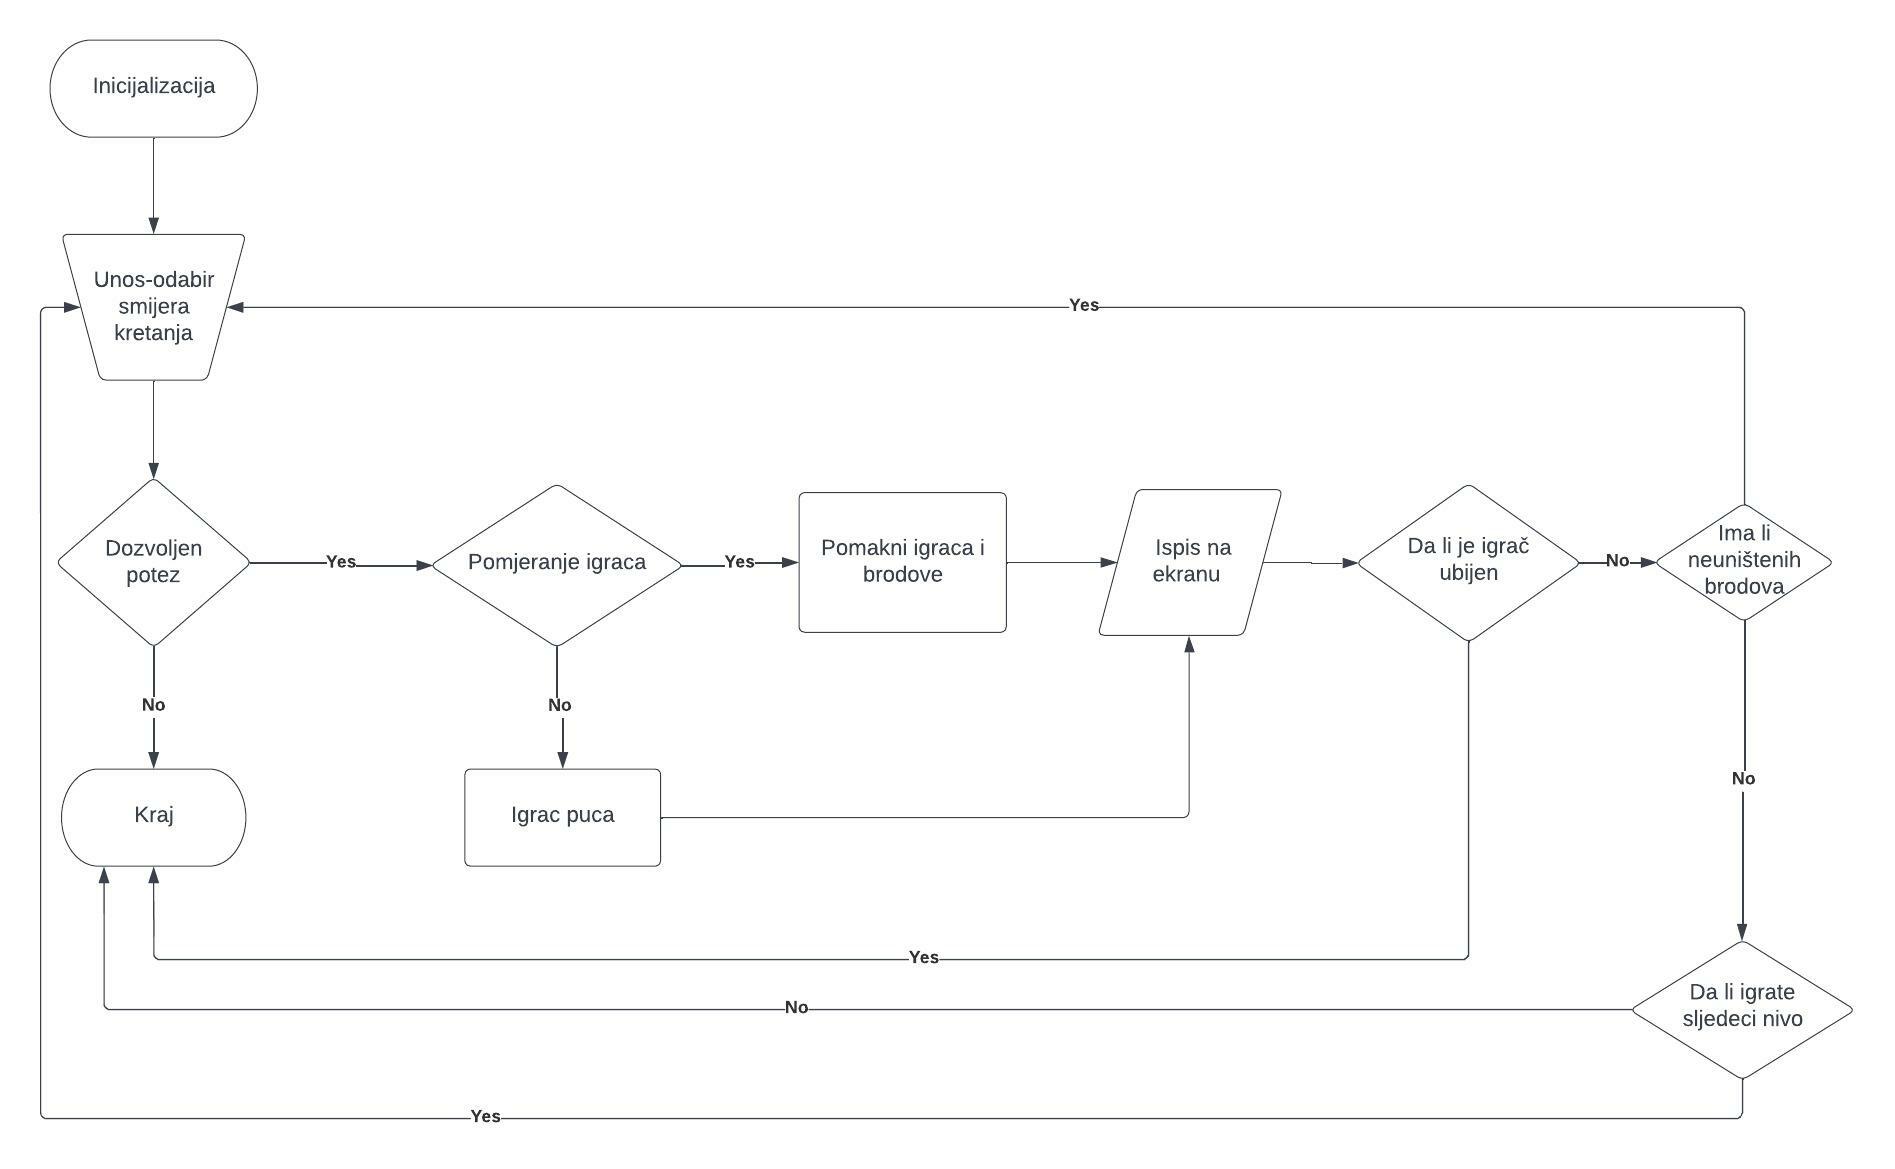 Inicijalizacija
Unos-odabir
smijera
kretanja
Yes
Dozvoljen
potez
Yes
Pomjeranje igraca
Yes
Pomakni igraca i
brodove
Ispis na
ekranu
Da li je igrač
ubijen
No
Ima li
neuništenih
brodova
No
No
No
Kraj
Igrac puca
Yes
No
Da li igrate
sljedeci nivo
Yes